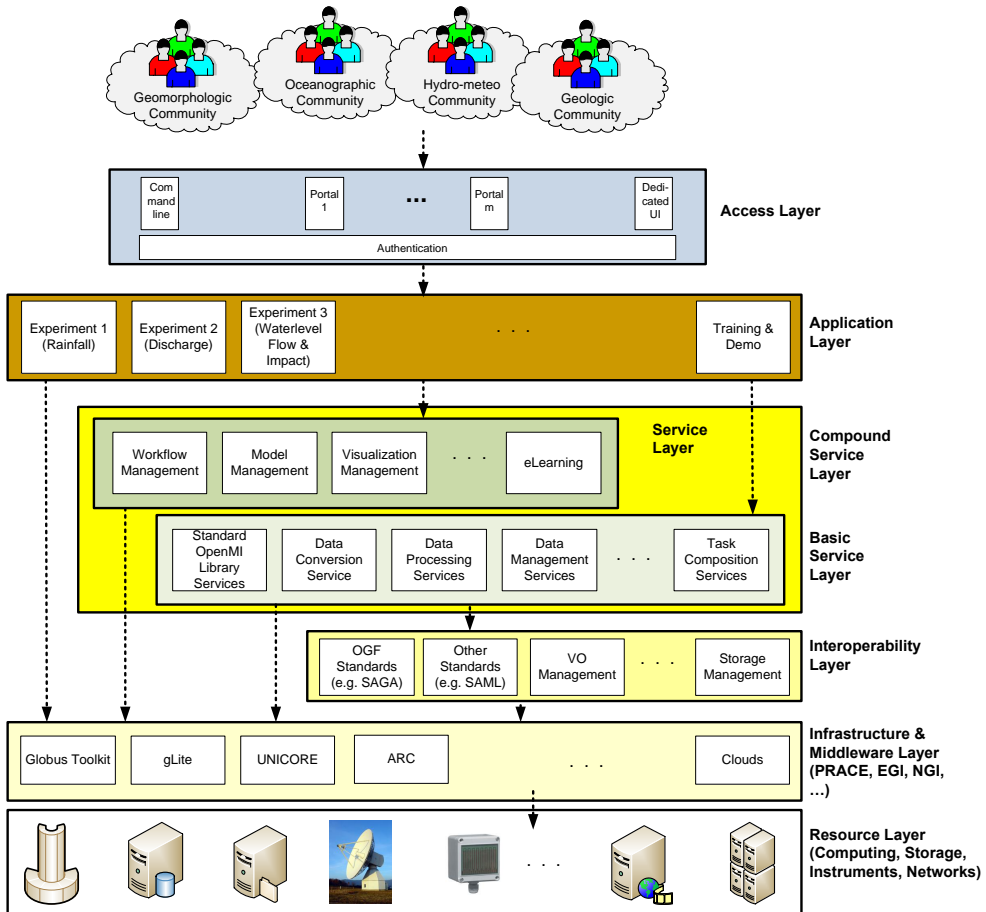 Geomorphologic
Community
Oceanographic
Community
Hydro-meteo
Community
Geologic
Community
Com
mand
line
Portal
1
...
Portal
m
Dedi-
cated
UI
Authentication
Access Layer
Experiment 1
(Rainfall)
Experiment 2
(Discharge)
Experiment 3
(Waterlevel
Flow &
Impact)
. . .
Training &
Demo
Application
Layer
Service
Layer
Workflow
Management
Model
Management
Visualization
Management
. . .
eLearning
Compound
Service
Layer
Standard
OpenMI
Library
Services
Data
Conversion
Service
Data
Processing
Services
Data
Management
Services
. . .
Task
Composition
Services
Basic
Service
Layer
OGF
Standards
(e.g. SAGA)
Other
Standards
(e.g. SAML)
VO
Management
. . .
Storage
Management
Interoperability
Layer
Globus Toolkit
gLite
UNICORE
ARC
. . .
Clouds
Infrastructure &
Middleware Layer
(PRACE, EGI, NGI,
…)
. . .
Resource Layer
(Computing, Storage,
Instruments, Networks)